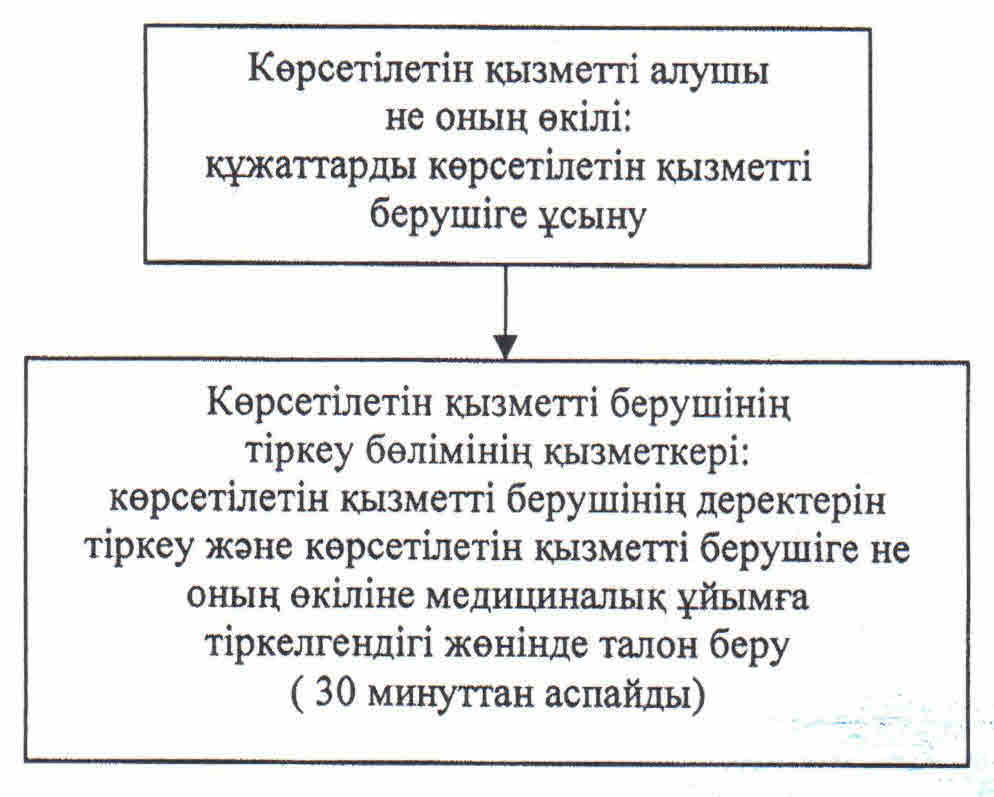 Көрсетілетін қызметті алушы
не оның өкілі:
құжаттарды көрсетілетін қызметті
берушіге ұсыну
Көрсетілетін қызметті берушінің
тіркеу бөлімінің қызметкері:
көрсетілетін қызметті берушінің деректерін
тіркеу және көрсетілетін қызметті берушіге не
оның өкіліне медициналық ұйымға
тіркелгендігі жөнінде талон беру
( 30 минуттан аспайды)